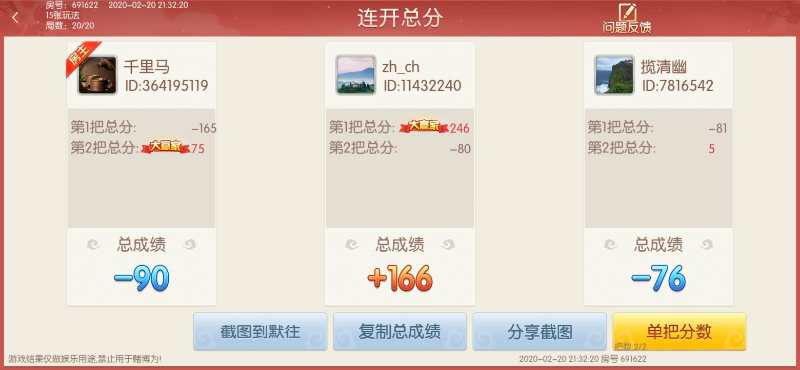 房号：691622 2020-02-20 21:32:20
15张玩法
局数：20/20
连开总分
问题反馈
房主
千里马
ID:364195119
第1把总分: -165
第2把总分: 大赢家 75
总成绩
-90
zh_ch
ID:11432240
第1把总分: 大赢家 246
第2把总分: -80
总成绩
+166
揽清幽
ID:7816542
第1把总分: -81
第2把总分: 5
总成绩
-76
截图到默往
复制总成绩
分享截图
单把分数
把数 2/2
游戏结果仅做娱乐用途,禁止用于赌博为!
2020-02-20 21:32:20 房号 691622